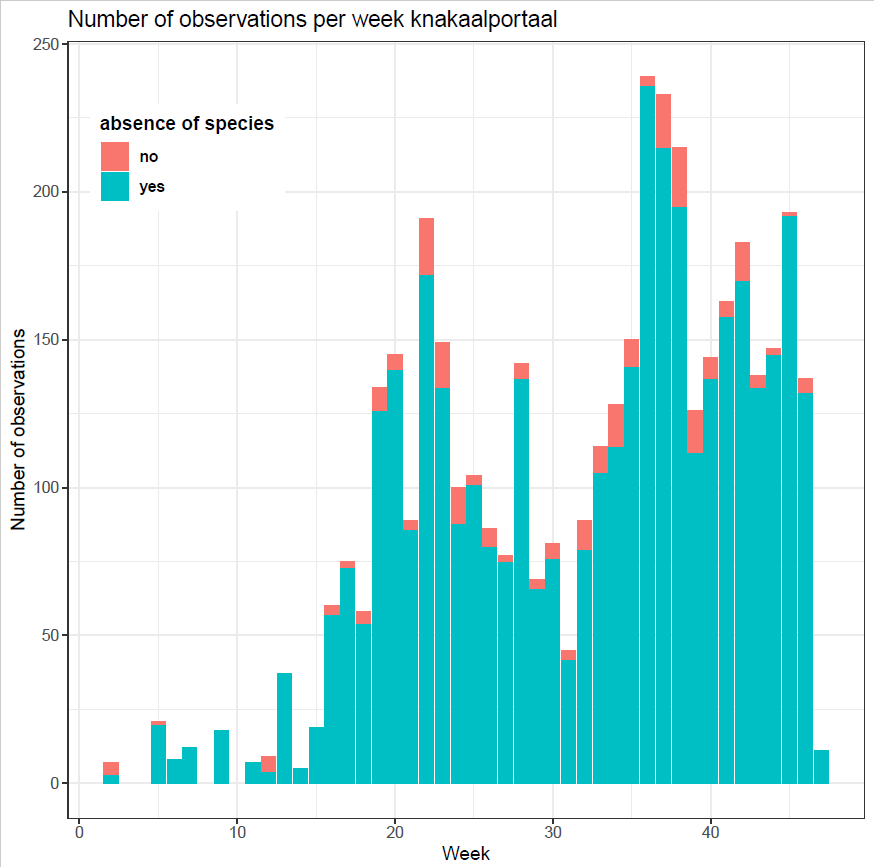 Number of observations per week knakaalportaal
250
200
150
100
50
0
absence of species
no
yes
Number of observations
0 10 20 30 40
Week